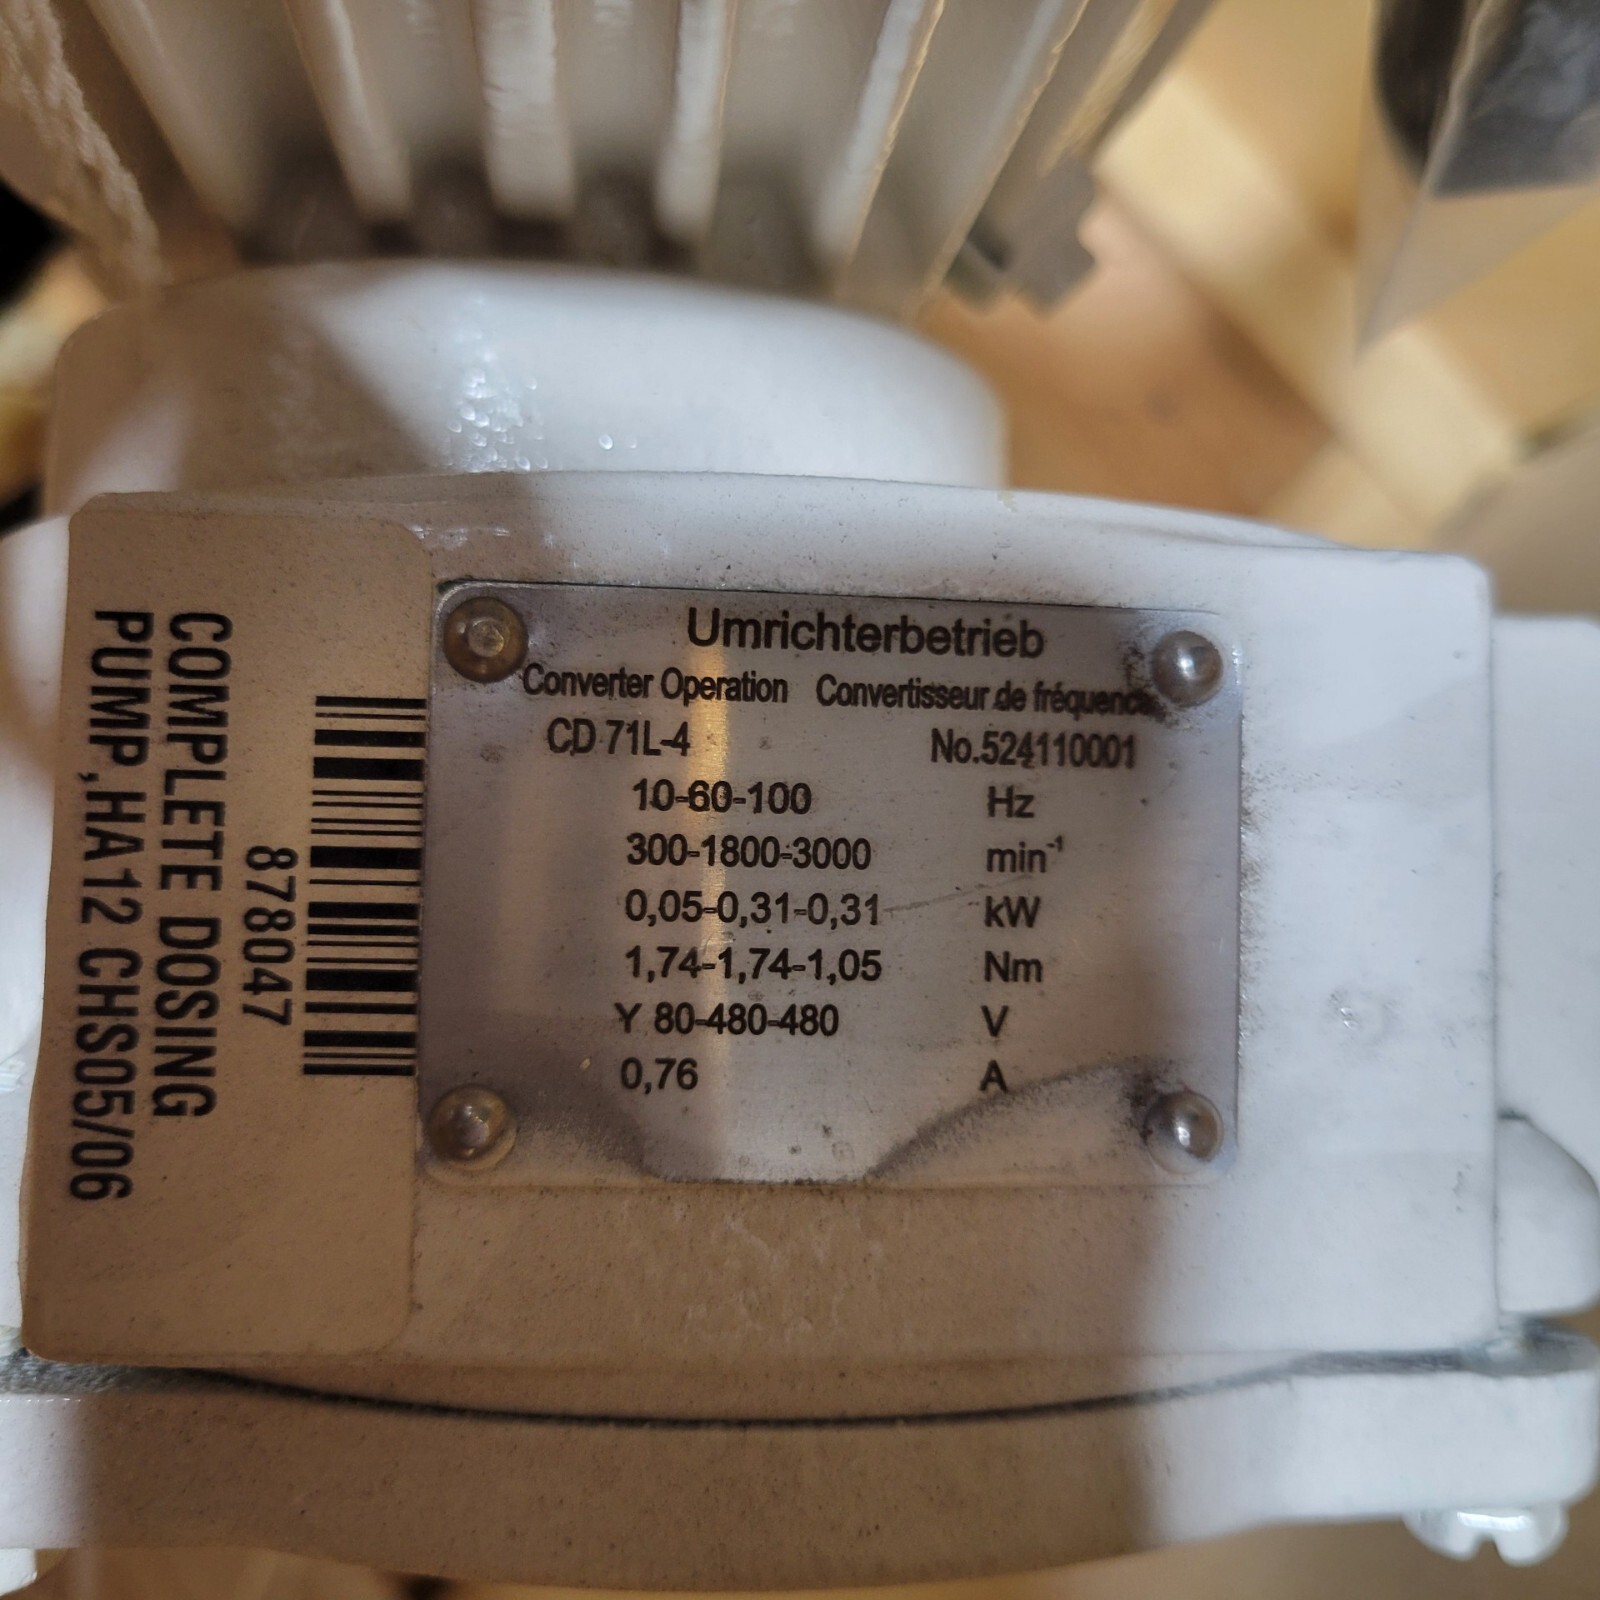 Umrichterbetrieb
Converter Operation Convertisseur de fréquence
CD 71L-4 No.524110001
10-60-100 Hz
300-1800-3000 min⁻¹
0,05-0,31-0,31 kW
1,74-1,74-1,05 Nm
Y 80-480-480 V
0,76 A
878047
COMPLETE DOSING
PUMP,HA12 CHS05/06